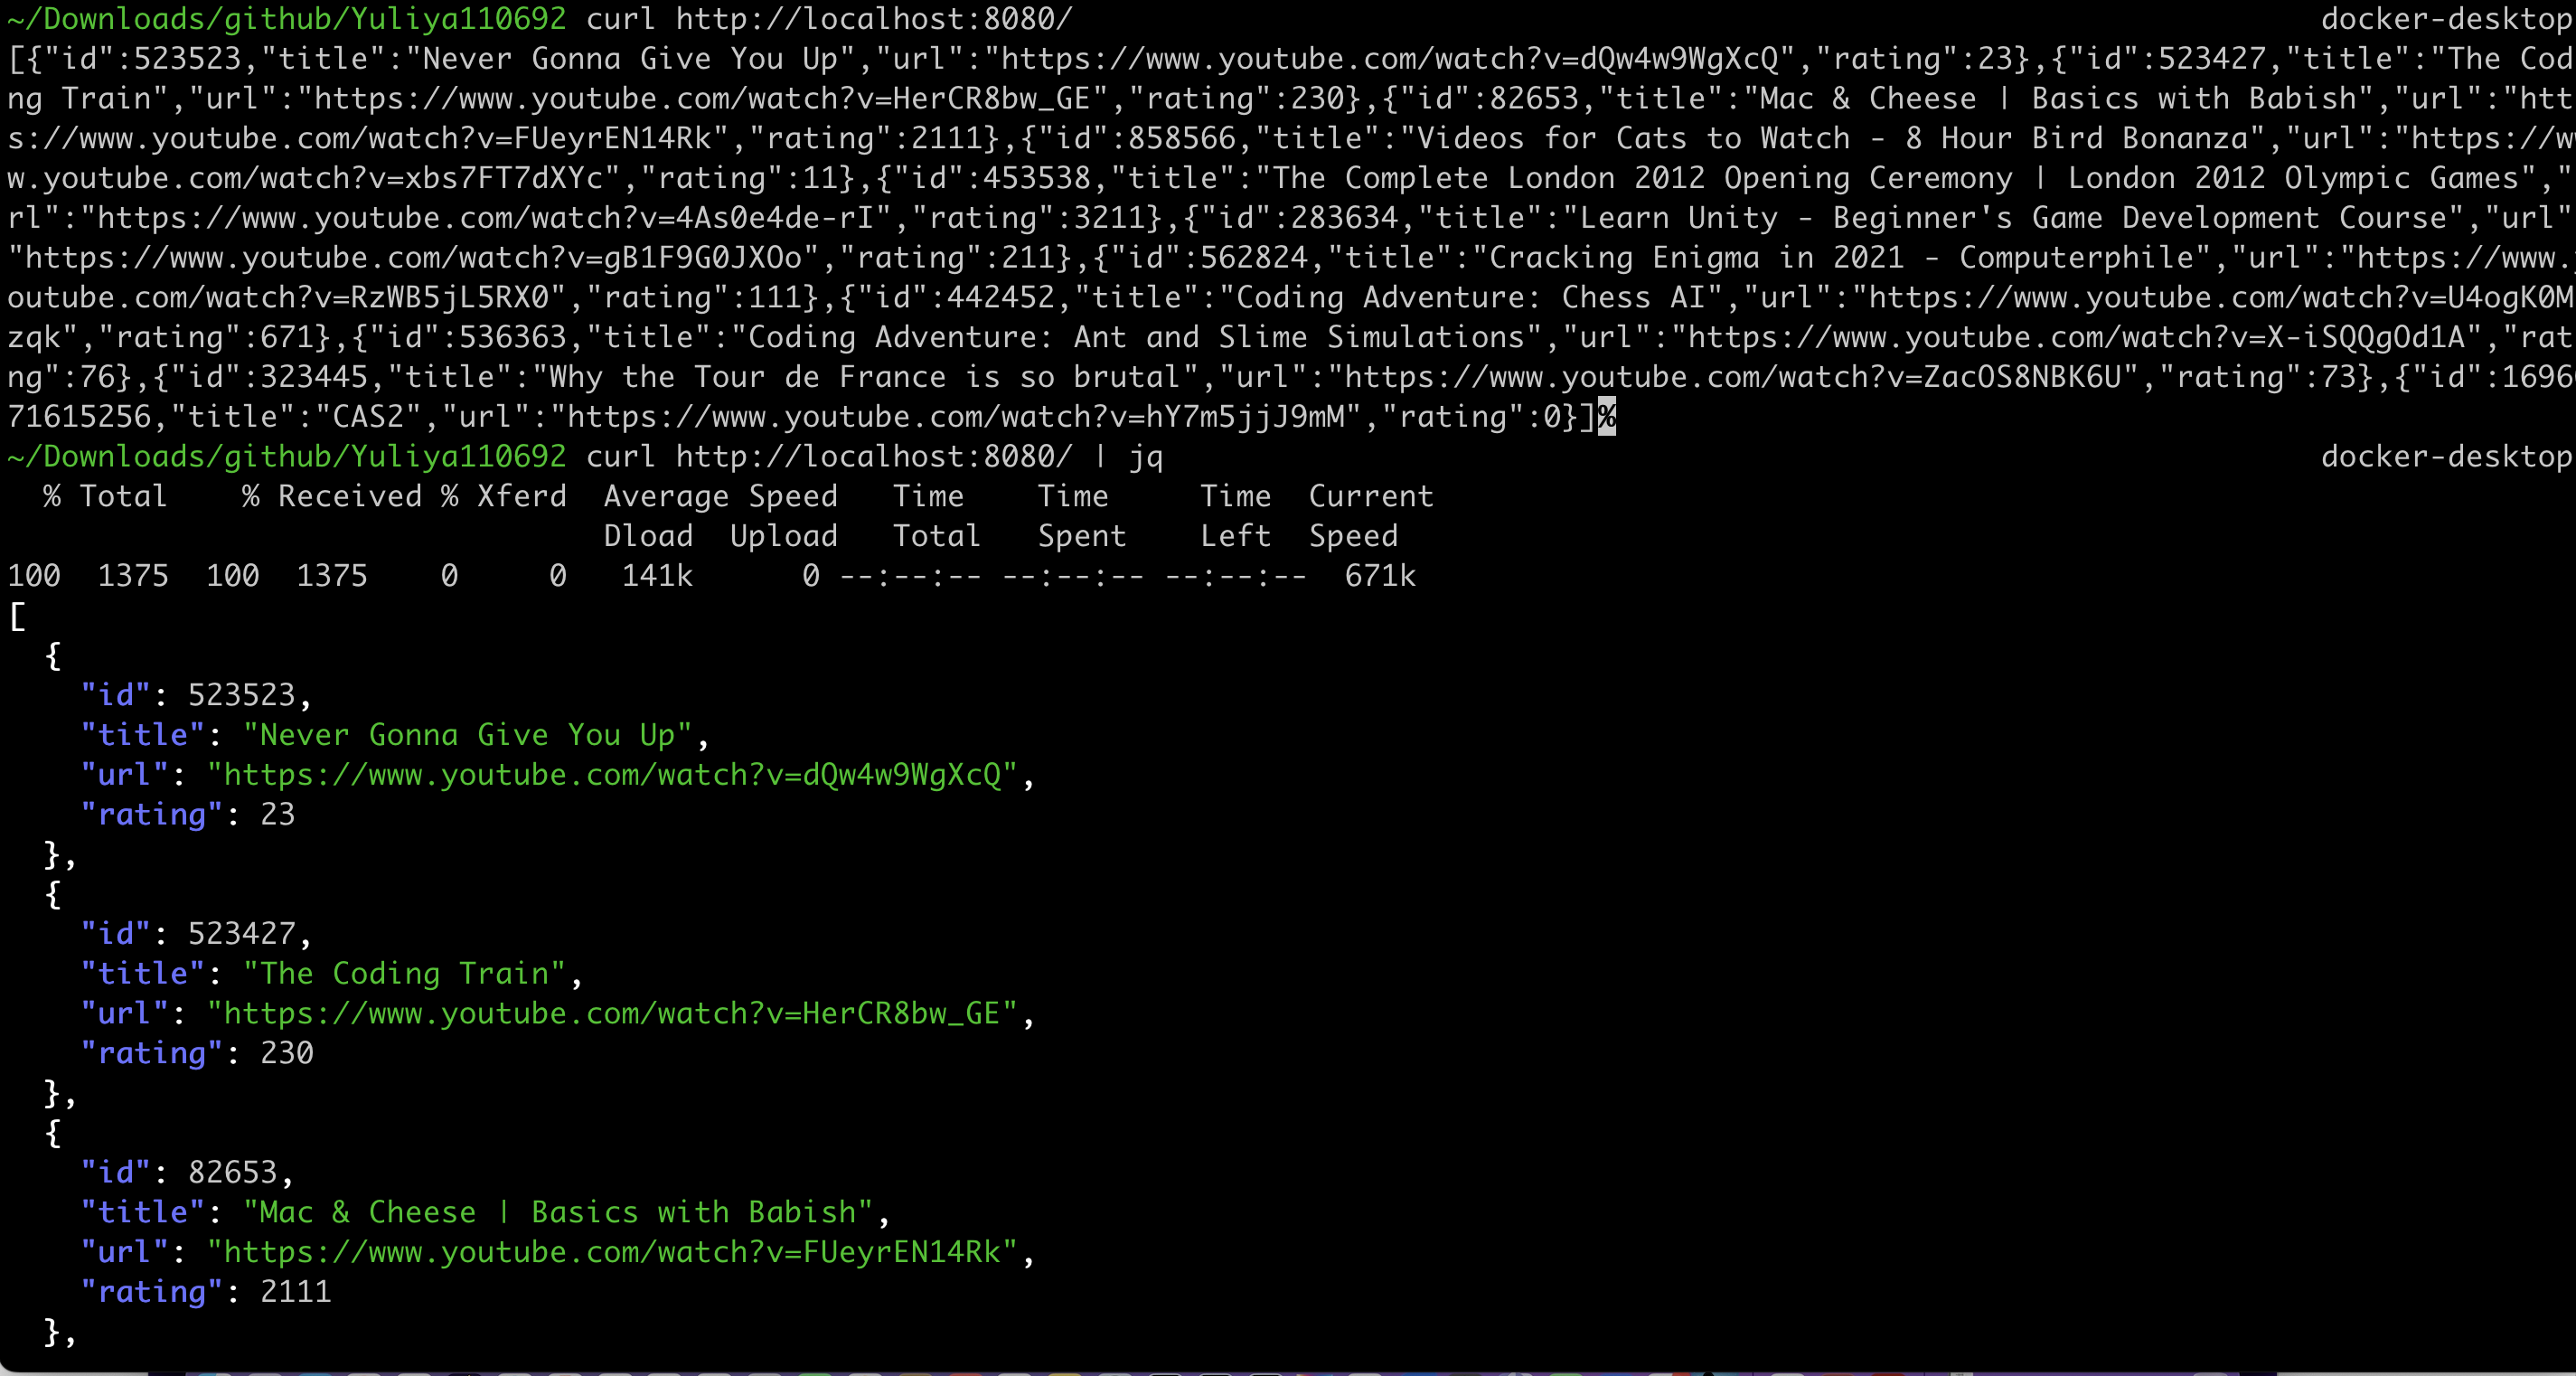 ~/Downloads/github/Yuliya110692 curl http://localhost:8080/ docker-desktop
[{"id":523523,"title":"Never Gonna Give You Up","url":"https://www.youtube.com/watch?v=dQw4w9WgXcQ","rating":23},{"id":523427,"title":"The Cod
ng Train","url":"https://www.youtube.com/watch?v=HerCR8bw_GE","rating":230},{"id":82653,"title":"Mac & Cheese | Basics with Babish","url":"htt
s://www.youtube.com/watch?v=FUeyrEN14Rk","rating":2111},{"id":858566,"title":"Videos for Cats to Watch - 8 Hour Bird Bonanza","url":"https://w
w.youtube.com/watch?v=xbs7FT7dXYc","rating":11},{"id":453538,"title":"The Complete London 2012 Opening Ceremony | London 2012 Olympic Games","
rl":"https://www.youtube.com/watch?v=4As0e4de-rI","rating":3211},{"id":283634,"title":"Learn Unity - Beginner's Game Development Course","url"
"https://www.youtube.com/watch?v=gB1F9G0JXOo","rating":211},{"id":562824,"title":"Cracking Enigma in 2021 - Computerphile","url":"https://www.
outube.com/watch?v=RzWB5jL5RX0","rating":111},{"id":442452,"title":"Coding Adventure: Chess AI","url":"https://www.youtube.com/watch?v=U4ogK0M
zqk","rating":671},{"id":536363,"title":"Coding Adventure: Ant and Slime Simulations","url":"https://www.youtube.com/watch?v=X-iSQQgOd1A","rat
ng":76},{"id":323445,"title":"Why the Tour de France is so brutal","url":"https://www.youtube.com/watch?v=ZacOS8NBK6U","rating":73},{"id":1696
71615256,"title":"CAS2","url":"https://www.youtube.com/watch?v=hY7m5jjJ9mM","rating":0}]%
~/Downloads/github/Yuliya110692 curl http://localhost:8080/ | jq docker-desktop
% Total % Received % Xferd Average Speed Time Time Time Current
Dload Upload Total Spent Left Speed
100 1375 100 1375 0 0 141k 0 --:--:-- --:--:-- --:--:-- 671k
[
{
"id": 523523,
"title": "Never Gonna Give You Up",
"url": "https://www.youtube.com/watch?v=dQw4w9WgXcQ",
"rating": 23
},
{
"id": 523427,
"title": "The Coding Train",
"url": "https://www.youtube.com/watch?v=HerCR8bw_GE",
"rating": 230
},
{
"id": 82653,
"title": "Mac & Cheese | Basics with Babish",
"url": "https://www.youtube.com/watch?v=FUeyrEN14Rk",
"rating": 2111
},